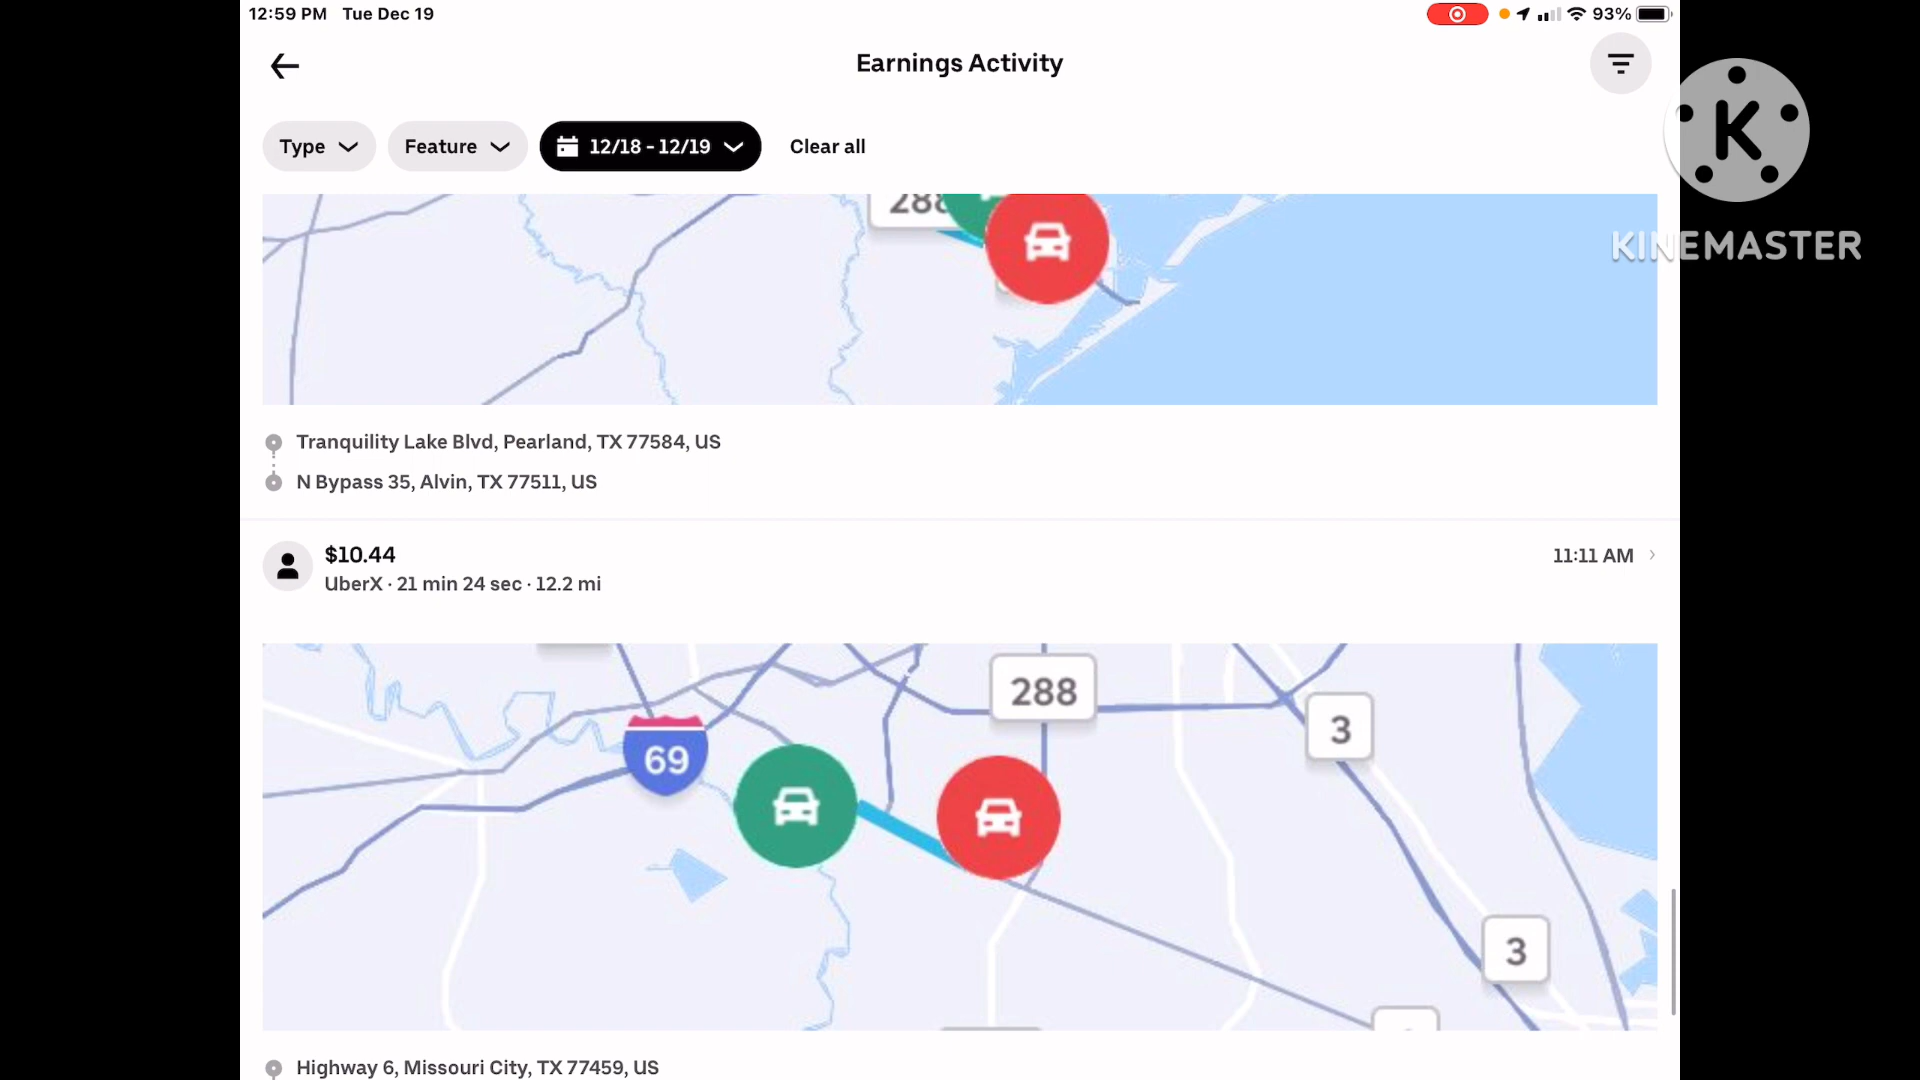 12:59 PM Tue Dec 19
93%
Earnings Activity
Type
Feature
12/18 - 12/19
Clear all
K
KINEMASTER
288
Tranquility Lake Blvd, Pearland, TX 77584, US
N Bypass 35, Alvin, TX 77511, US
$10.44
11:11 AM
UberX · 21 min 24 sec · 12.2 mi
288
3
69
3
Highway 6, Missouri City, TX 77459, US